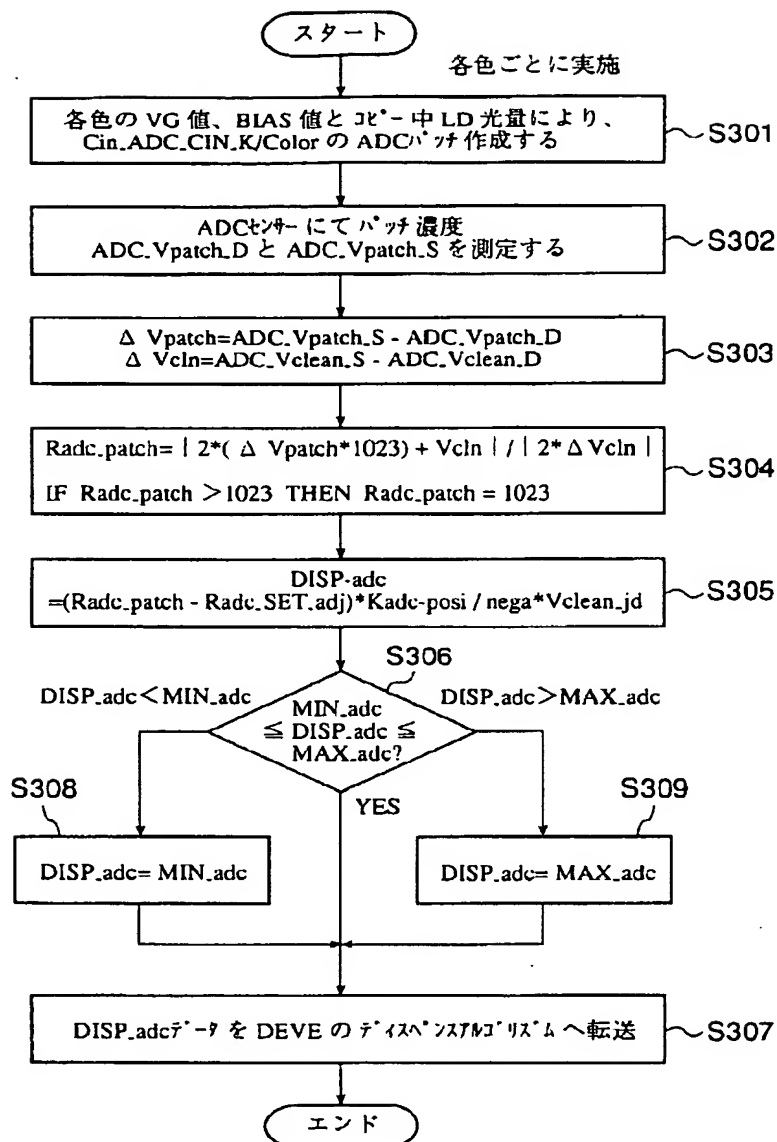 スタート
各色ごとに実施
各色の VG 値、BIAS 値と ｺﾋﾟｰ 中 LD 光量により、
Cin_ADC_CIN_K/Color の ADCﾊﾟｯﾁ 作成する
S301
ADCｾﾝｻｰ にて ﾊﾟｯﾁ 濃度
ADC_Vpatch_D と ADC_Vpatch_S を測定する
S302
Δ Vpatch=ADC_Vpatch_S - ADC_Vpatch_D
Δ Vcln=ADC_Vclean_S - ADC_Vclean_D
S303
Radc_patch= | 2*( Δ Vpatch*1023) + Vcln | / | 2* Δ Vcln |
IF Radc_patch >1023 THEN Radc_patch = 1023
S304
DISP-adc
=(Radc_patch - Radc_SET_adj)*Kadc-posi / nega*Vclean_jd
S305
S306
DISP_adc<MIN_adc
DISP_adc>MAX_adc
MIN_adc
≦ DISP_adc ≦
MAX_adc?
YES
S308
S309
DISP_adc= MIN_adc
DISP_adc= MAX_adc
DISP_adcﾃﾞｰﾀ を DEVE の ﾃﾞｨｽﾍﾟﾝｽｱﾙｺﾞﾘｽﾞﾑ へ転送
S307
エンド